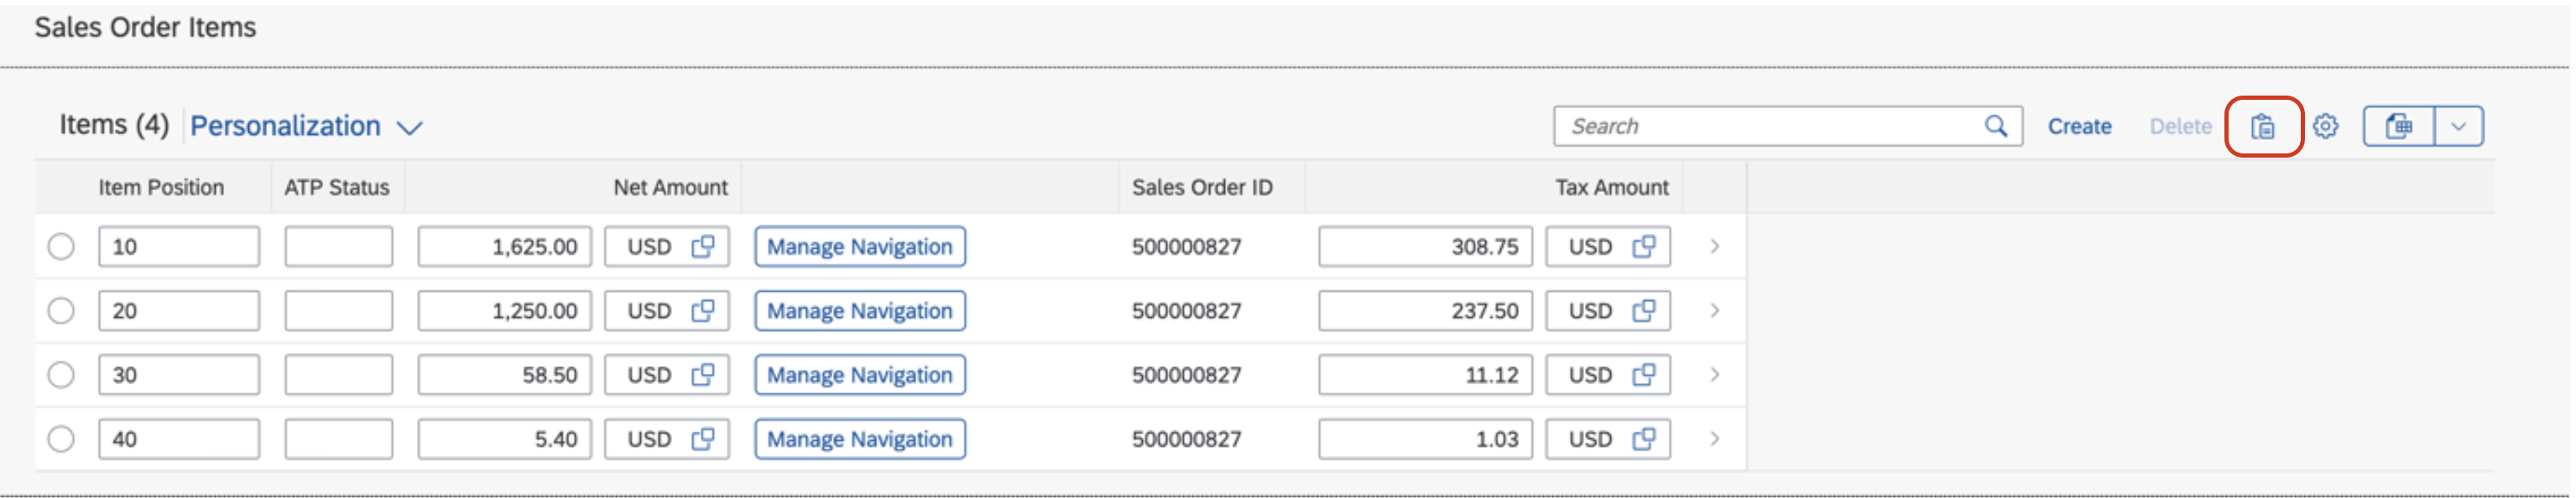 Sales Order Items
Items (4) Personalization Search Create Delete
Item Position ATP Status Net Amount Sales Order ID Tax Amount
10 1,625.00 USD Manage Navigation 500000827 308.75 USD
20 1,250.00 USD Manage Navigation 500000827 237.50 USD
30 58.50 USD Manage Navigation 500000827 11.12 USD
40 5.40 USD Manage Navigation 500000827 1.03 USD